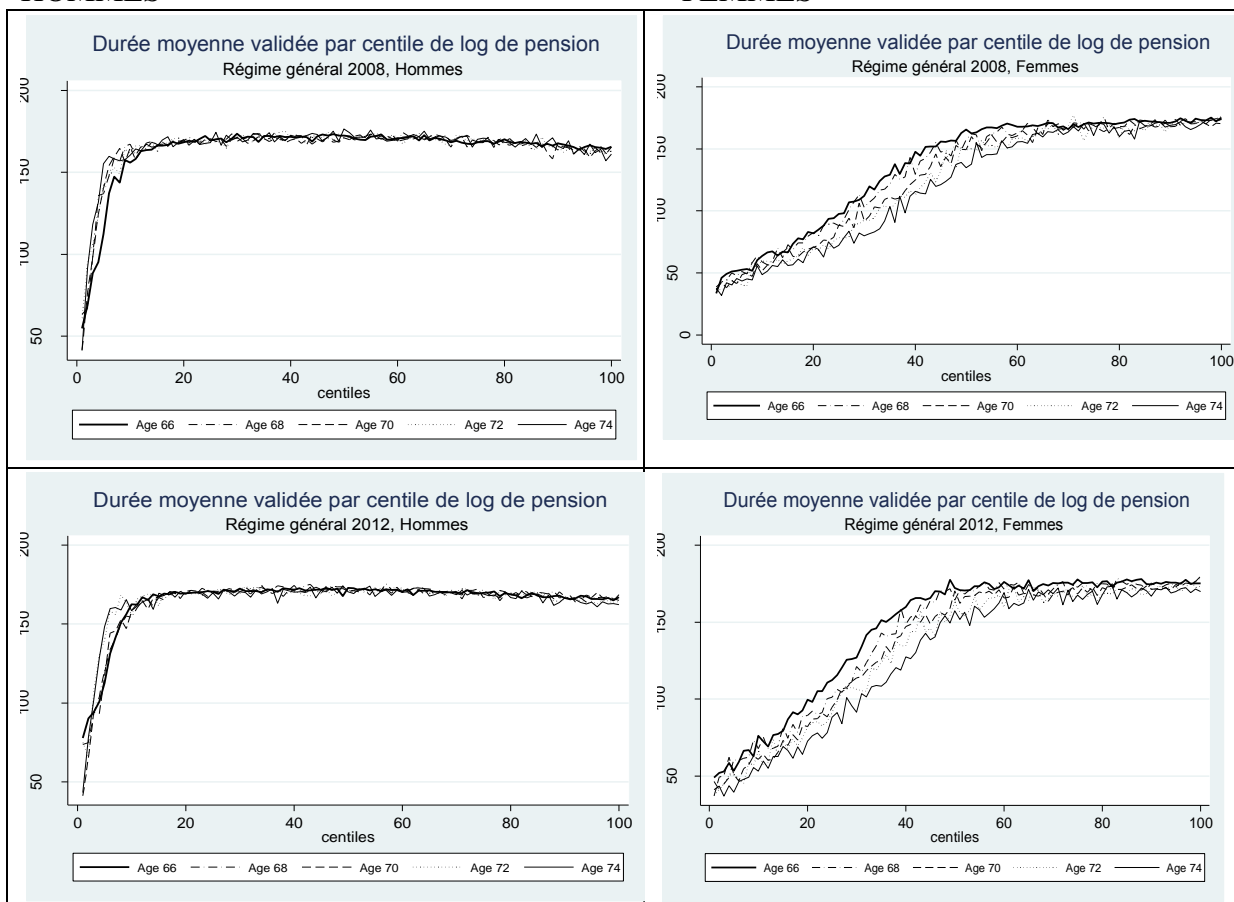 Durée moyenne validée par centile de log de pension
Régime général 2008, Hommes
200
150
100
50
0 20 40 60 80 100
centiles
Age 66 Age 68 Age 70 Age 72 Age 74
Durée moyenne validée par centile de log de pension
Régime général 2008, Femmes
200
150
100
50
0
0 20 40 60 80 100
centiles
Age 66 Age 68 Age 70 Age 72 Age 74
Durée moyenne validée par centile de log de pension
Régime général 2012, Hommes
200
150
100
50
0 20 40 60 80 100
centiles
Age 66 Age 68 Age 70 Age 72 Age 74
Durée moyenne validée par centile de log de pension
Régime général 2012, Femmes
200
150
100
50
0 20 40 60 80 100
centiles
Age 66 Age 68 Age 70 Age 72 Age 74